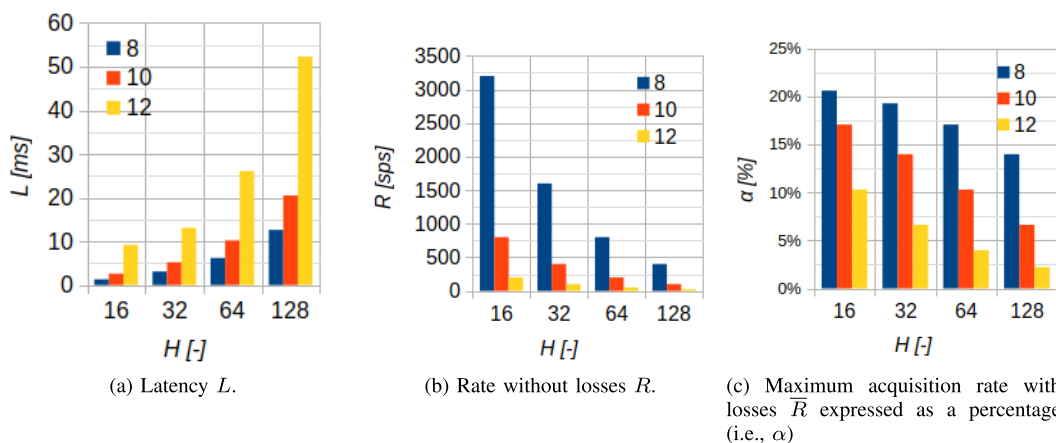 60
50
40
30
20
10
0
L [ms]
8
10
12
16 32 64 128
H [-]
(a) Latency L.
3500
3000
2500
2000
1500
1000
500
0
R [sps]
8
10
12
16 32 64 128
H [-]
(b) Rate without losses R.
25%
20%
15%
10%
5%
0%
α [%]
8
10
12
16 32 64 128
H [-]
(c) Maximum acquisition rate with
losses R̅ expressed as a percentage
(i.e., α)